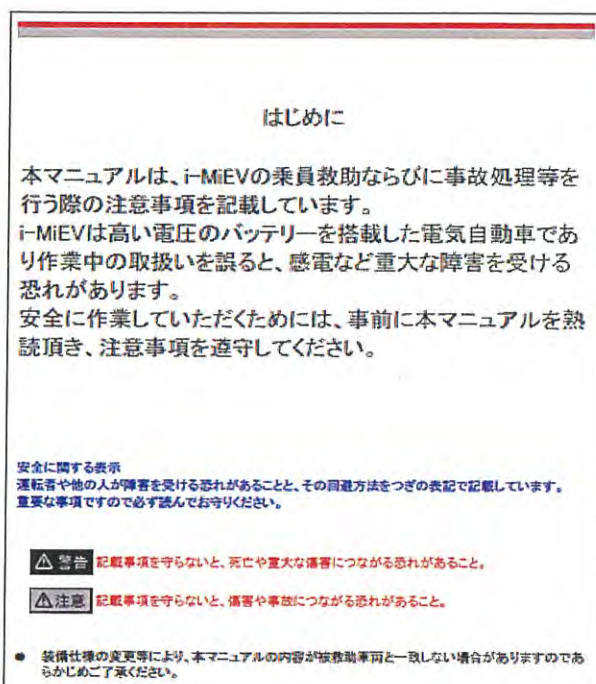 はじめに
本マニュアルは、i-MiEVの乗員救助ならびに事故処理等を
行う際の注意事項を記載しています。
i-MiEVは高い電圧のバッテリーを搭載した電気自動車であ
り作業中の取扱いを誤ると、感電など重大な障害を受ける
恐れがあります。
安全に作業していただくためには、事前に本マニュアルを熟
読頂き、注意事項を遵守してください。
安全に関する表示
運転者や他の人が障害を受ける恐れがあることと、その回避方法をつぎの表記で記載しています。
重要な事項ですので必ず読んでお守りください。
⚠ 警告 記載事項を守らないと、死亡や重大な傷害につながる恐れがあること。
⚠ 注意 記載事項を守らないと、傷害や事故につながる恐れがあること。
● 装備仕様の変更等により、本マニュアルの内容が被救助車両と一致しない場合がありますのであ
らかじめご了承ください。